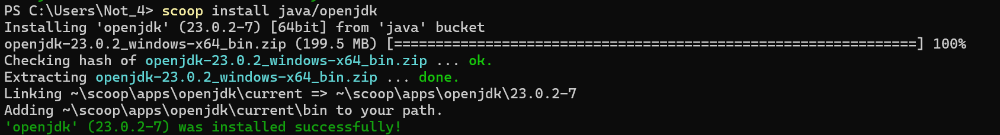 PS C:\Users\Not_4> scoop install java/openjdk
Installing 'openjdk' (23.0.2-7) [64bit] from 'java' bucket
openjdk-23.0.2_windows-x64_bin.zip (199.5 MB) [===============================================================] 100%
Checking hash of openjdk-23.0.2_windows-x64_bin.zip ... ok.
Extracting openjdk-23.0.2_windows-x64_bin.zip ... done.
Linking ~\scoop\apps\openjdk\current => ~\scoop\apps\openjdk\23.0.2-7
Adding ~\scoop\apps\openjdk\current\bin to your path.
'openjdk' (23.0.2-7) was installed successfully!